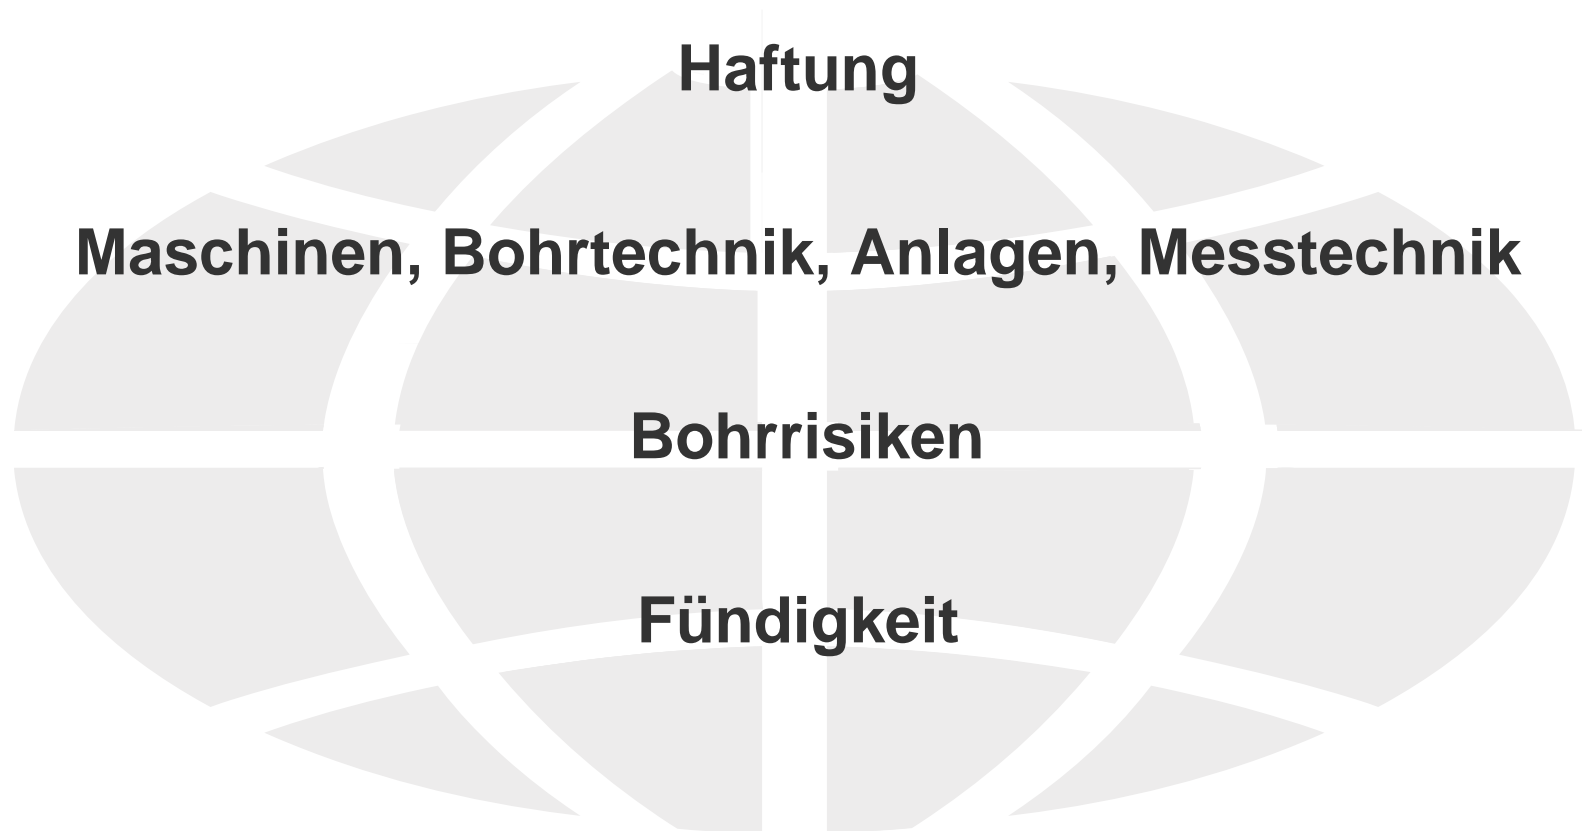 Haftung
Maschinen, Bohrtechnik, Anlagen, Messtechnik
Bohrrisiken
Fündigkeit